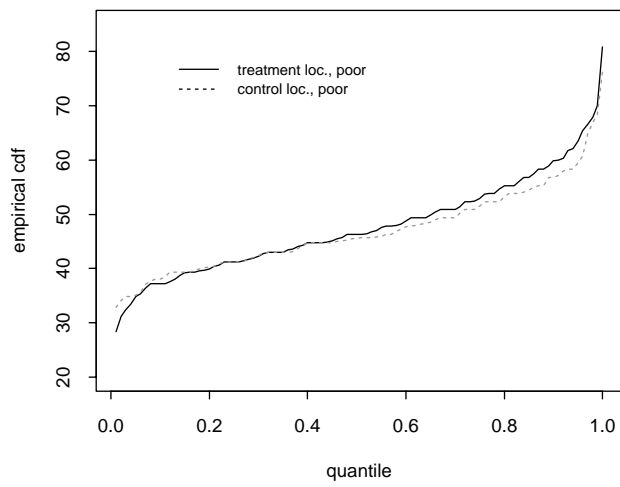 80
70
60
50
40
30
20
empirical cdf
treatment loc., poor
control loc., poor
0.0 0.2 0.4 0.6 0.8 1.0
quantile